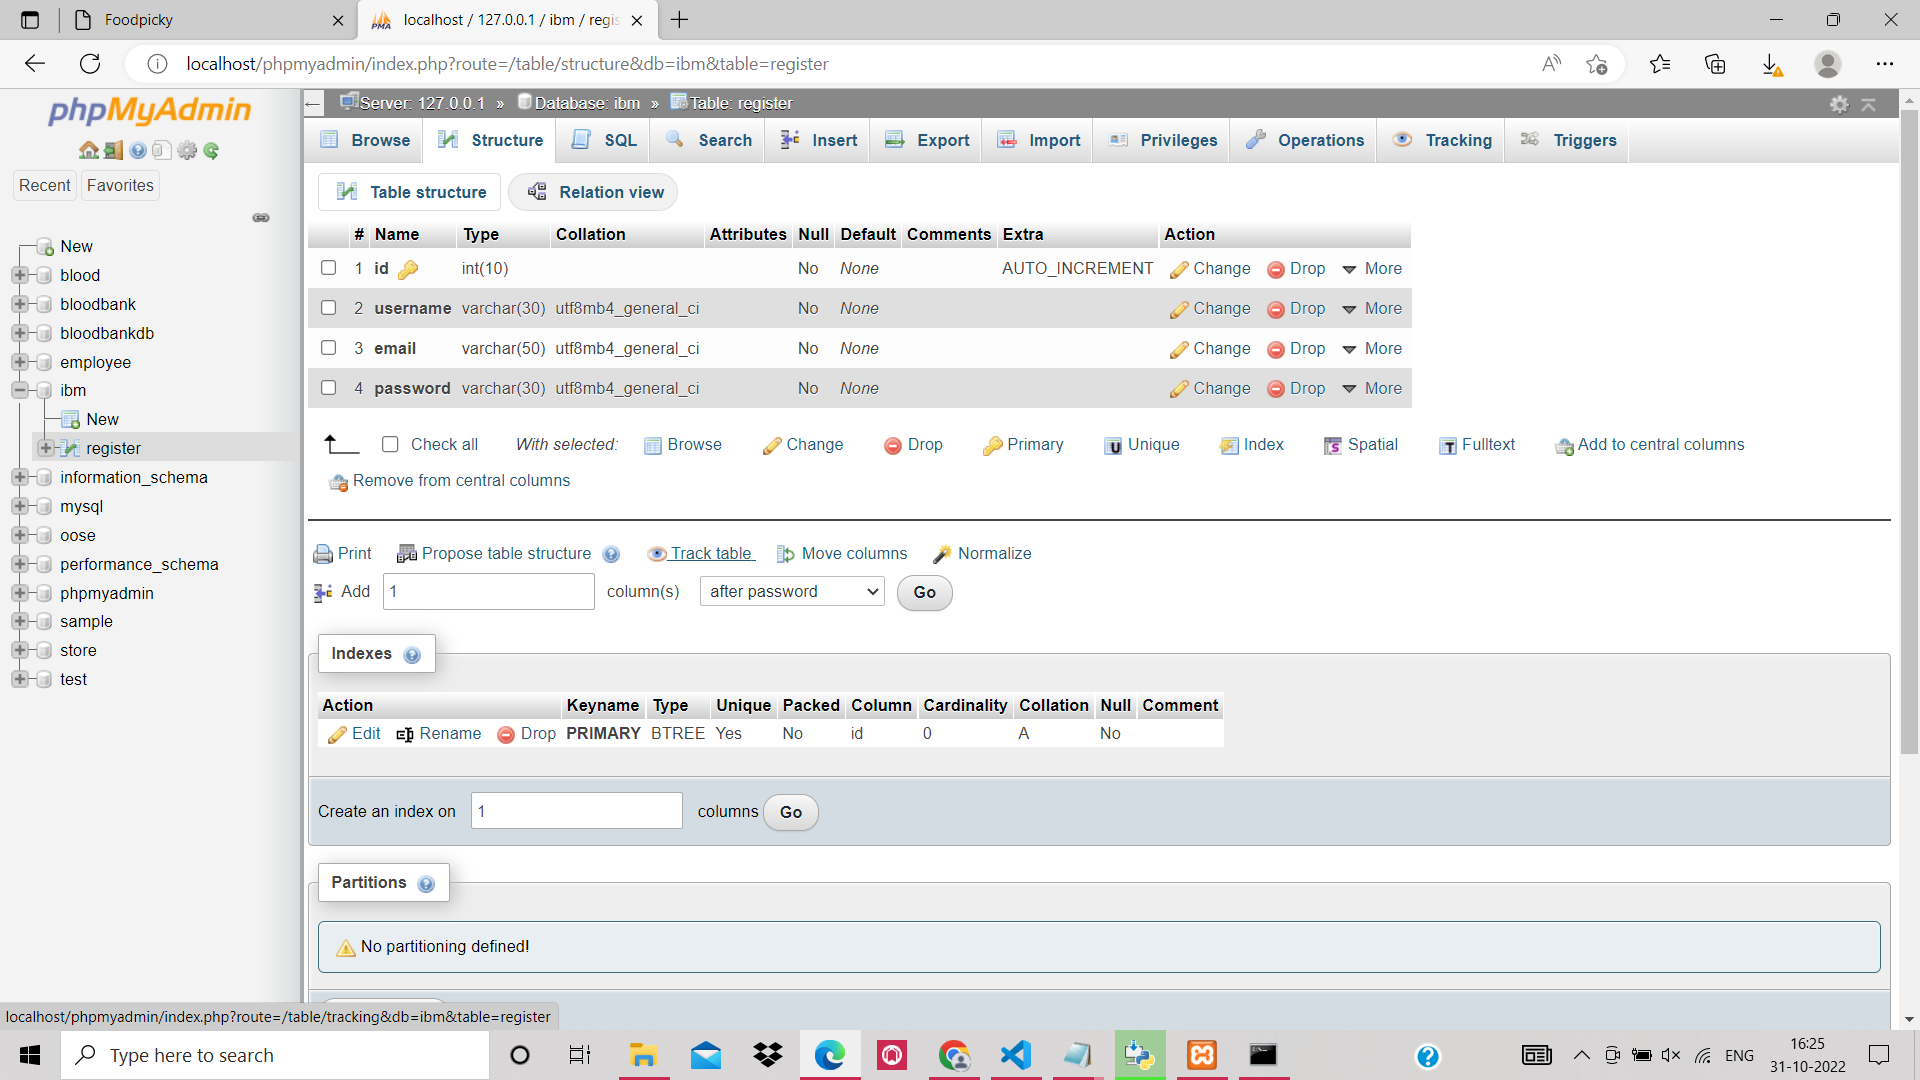 Foodpicky
localhost / 127.0.0.1 / ibm / regis
localhost/phpmyadmin/index.php?route=/table/structure&db=ibm&table=register
phpMyAdmin
Recent Favorites
New
blood
bloodbank
bloodbankdb
employee
ibm
New
register
information_schema
mysql
oose
performance_schema
phpmyadmin
sample
store
test
Server: 127.0.0.1 » Database: ibm » Table: register
Browse Structure SQL Search Insert Export Import Privileges Operations Tracking Triggers
Table structure Relation view
# Name Type Collation Attributes Null Default Comments Extra Action
1 id int(10) No None AUTO_INCREMENT Change Drop More
2 username varchar(30) utf8mb4_general_ci No None Change Drop More
3 email varchar(50) utf8mb4_general_ci No None Change Drop More
4 password varchar(30) utf8mb4_general_ci No None Change Drop More
Check all With selected: Browse Change Drop Primary Unique Index Spatial Fulltext Add to central columns
Remove from central columns
Print Propose table structure Track table Move columns Normalize
Add 1 column(s) after password Go
Indexes
Action Keyname Type Unique Packed Column Cardinality Collation Null Comment
Edit Rename Drop PRIMARY BTREE Yes No id 0 A No
Create an index on 1 columns Go
Partitions
No partitioning defined!
localhost/phpmyadmin/index.php?route=/table/tracking&db=ibm&table=register
Type here to search
ENG
16:25
31-10-2022